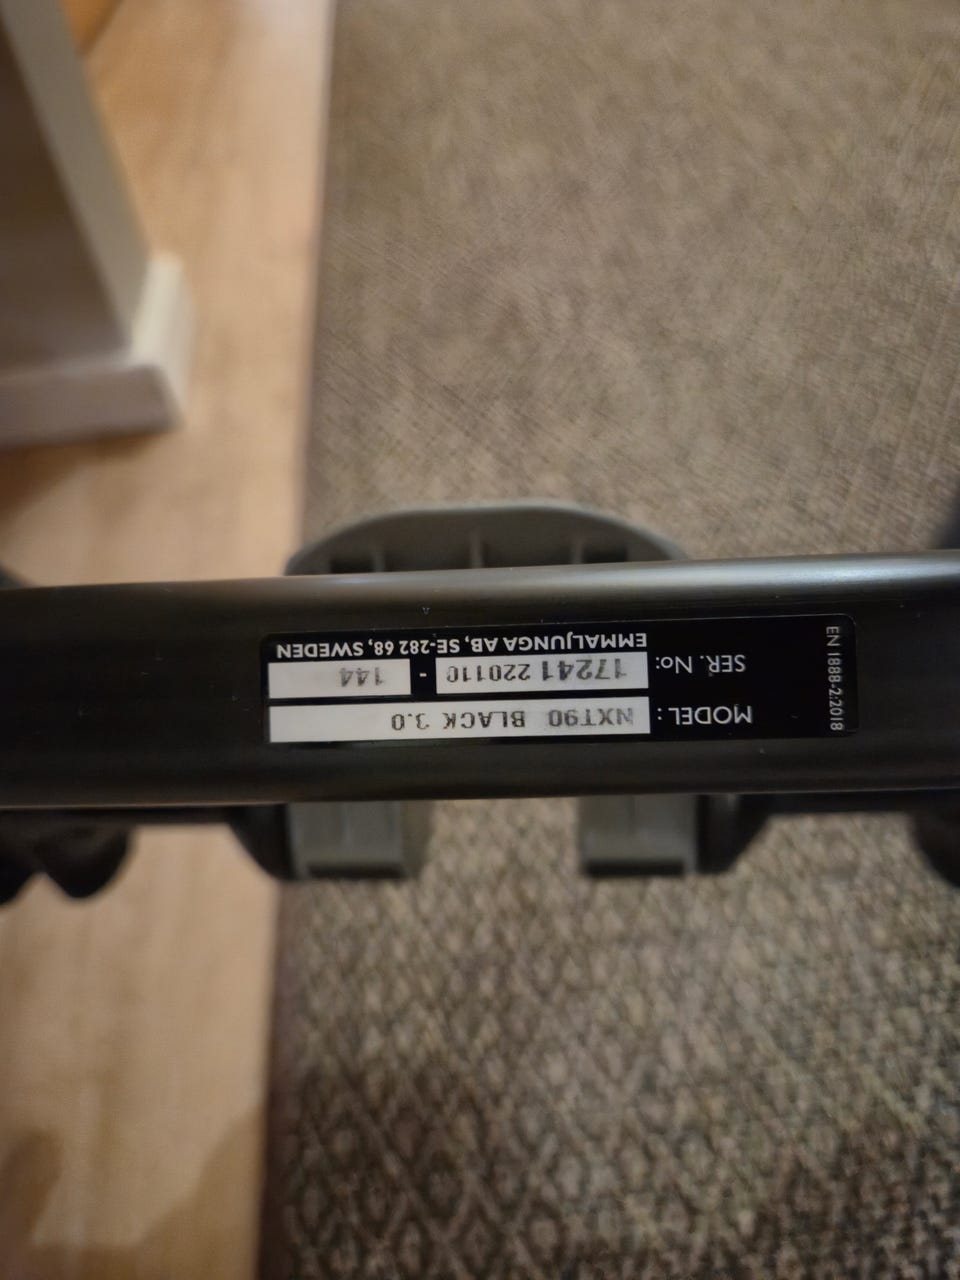 MODEL: NXT90 BLACK 3.0
SER. No: 17241 220110 - 144
EMMALJUNGA AB, SE-282 68, SWEDEN
EN 1888-2:2018